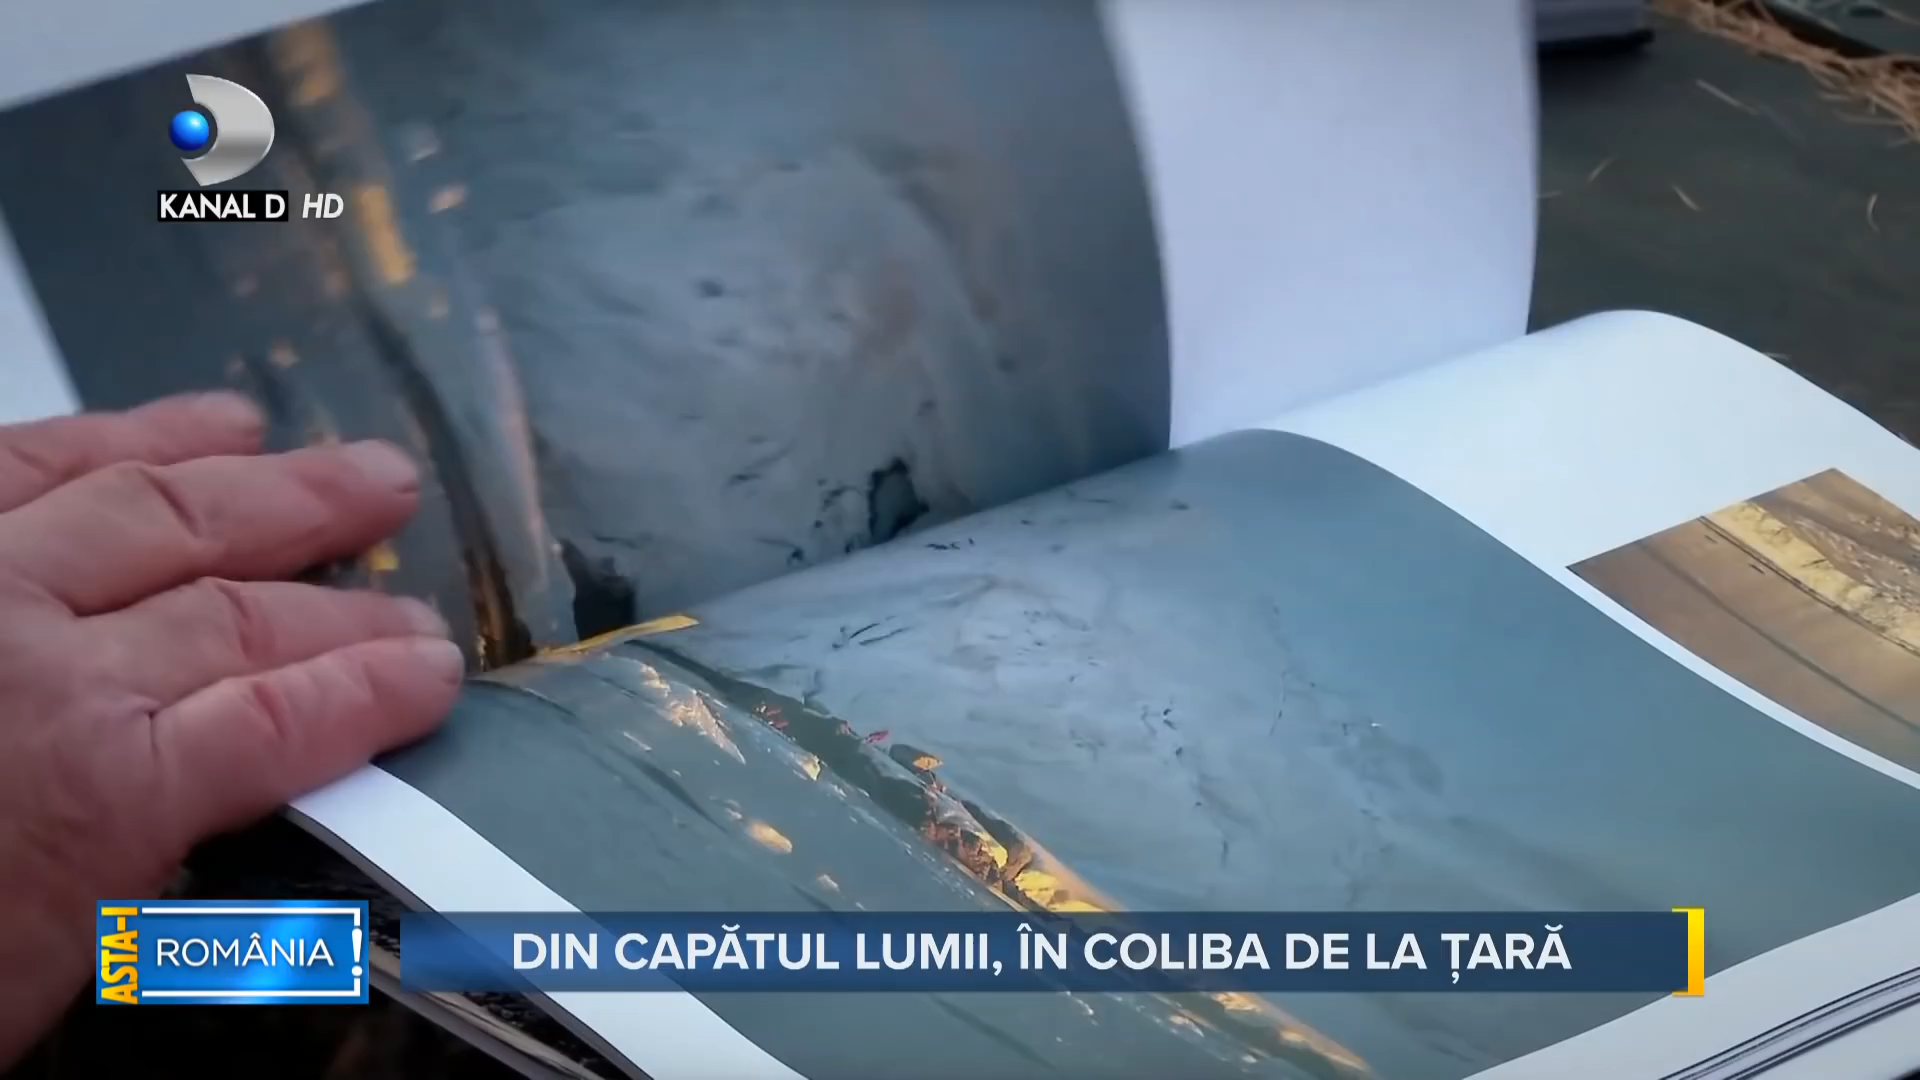 KANAL D HD
ASTA-I
ROMÂNIA!
DIN CAPĂTUL LUMII, ÎN COLIBA DE LA ȚARĂ